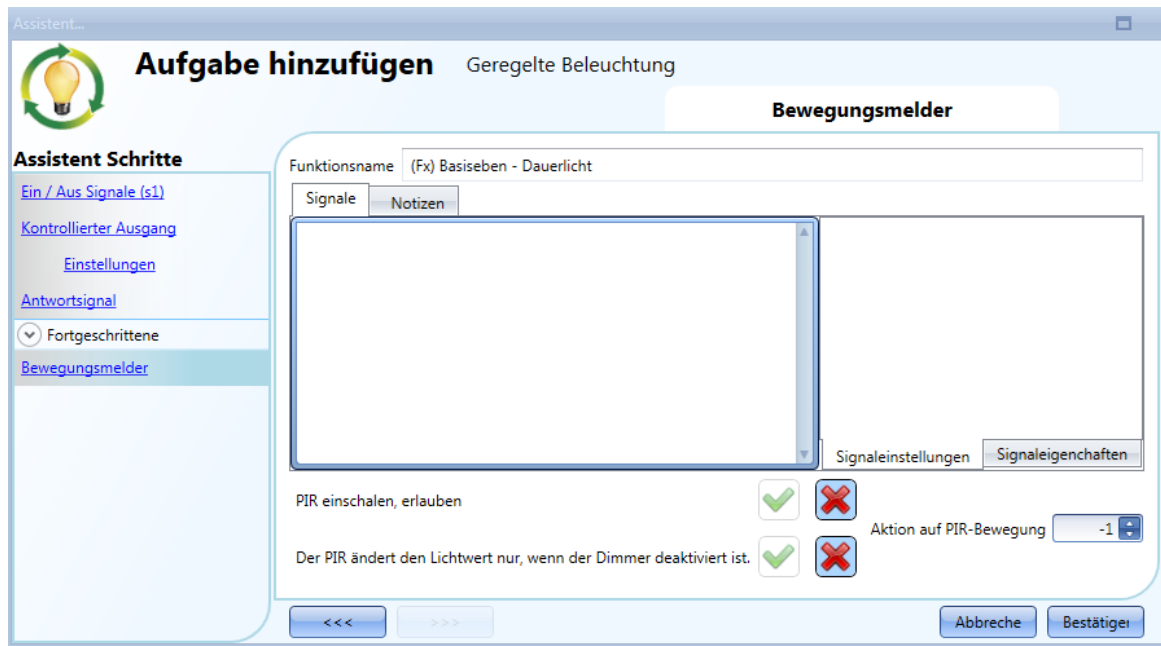 Assistent...
Aufgabe hinzufügen Geregelte Beleuchtung
Bewegungsmelder
Assistent Schritte
Ein / Aus Signale (s1)
Kontrollierter Ausgang
Einstellungen
Antwortsignal
Fortgeschrittene
Bewegungsmelder
Funktionsname (Fx) Basiseben - Dauerlicht
Signale Notizen
Signaleinstellungen Signaleigenchaften
PIR einschalen, erlauben
Aktion auf PIR-Bewegung -1
Der PIR ändert den Lichtwert nur, wenn der Dimmer deaktiviert ist.
<<< >>> Abbreche Bestätiger